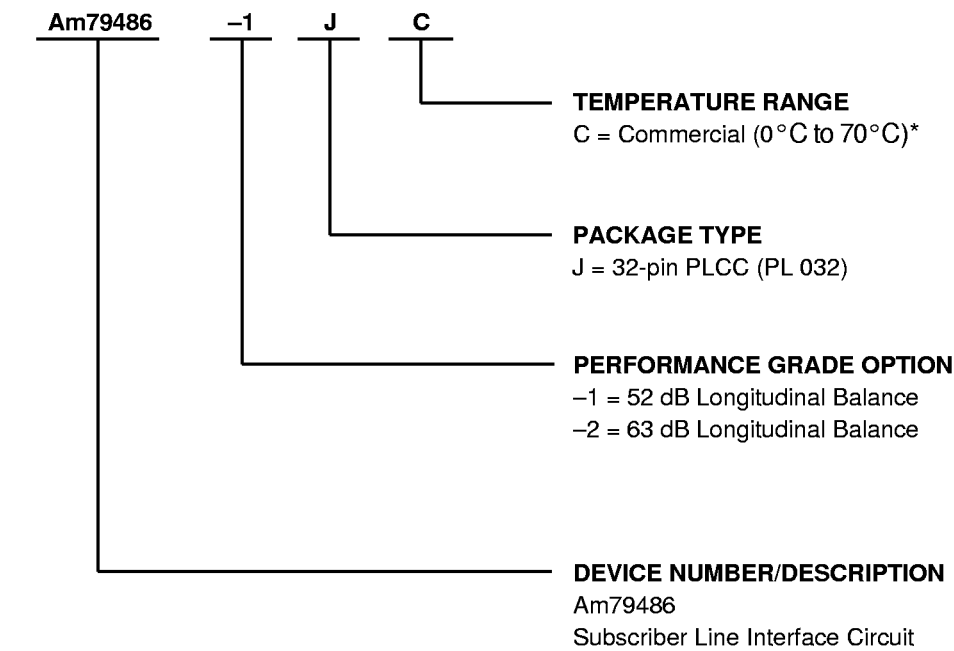 Am79486 –1 J C
TEMPERATURE RANGE
C = Commercial (0°C to 70°C)*
PACKAGE TYPE
J = 32-pin PLCC (PL 032)
PERFORMANCE GRADE OPTION
–1 = 52 dB Longitudinal Balance
–2 = 63 dB Longitudinal Balance
DEVICE NUMBER/DESCRIPTION
Am79486
Subscriber Line Interface Circuit